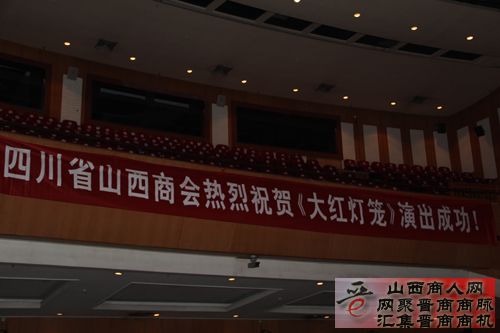 四川省山西商会热烈祝贺《大红灯笼》演出成功！
晋
山西商人网
网聚晋商商脉
汇集晋商商机